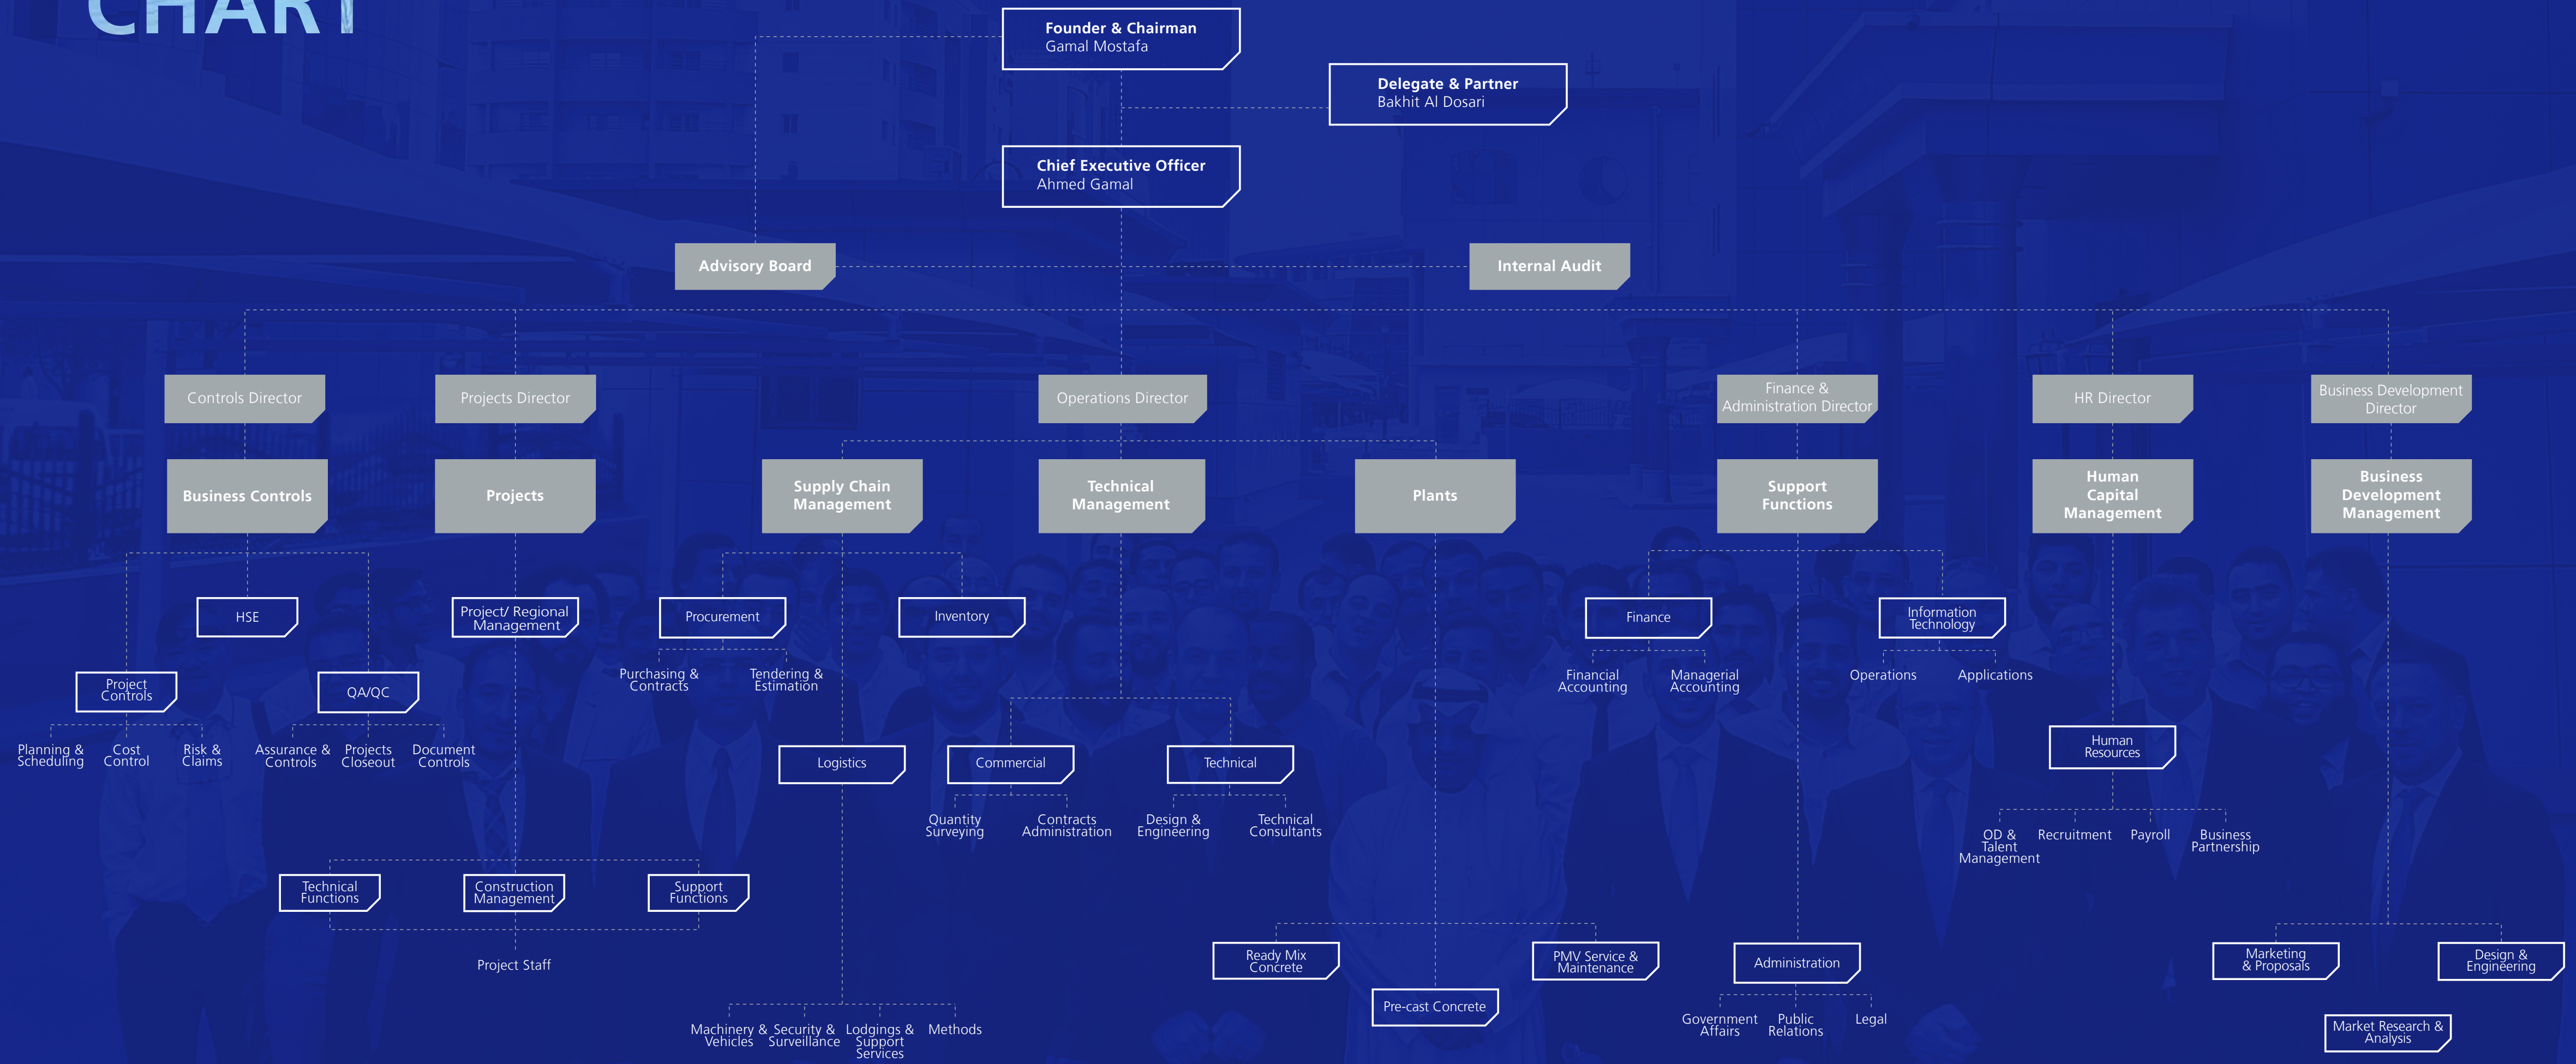 CHART
Founder & Chairman
Gamal Mostafa
Delegate & Partner
Bakhit Al Dosari
Chief Executive Officer
Ahmed Gamal
Advisory Board
Internal Audit
Controls Director
Projects Director
Operations Director
Finance &
Administration Director
HR Director
Business Development
Director
Business Controls
Projects
Supply Chain
Management
Technical
Management
Plants
Support
Functions
Human
Capital
Management
Business
Development
Management
HSE
Project/ Regional
Management
Procurement
Inventory
Finance
Information
Technology
Purchasing &
Contracts
Tendering &
Estimation
Financial
Accounting
Managerial
Accounting
Operations
Applications
Project
Controls
QA/QC
Planning &
Scheduling
Cost
Control
Risk &
Claims
Assurance &
Controls
Projects
Closeout
Document
Controls
Logistics
Commercial
Technical
Human
Resources
Quantity
Surveying
Contracts
Administration
Design &
Engineering
Technical
Consultants
OD &
Talent
Management
Recruitment
Payroll
Business
Partnership
Technical
Functions
Construction
Management
Support
Functions
Project Staff
Ready Mix
Concrete
PMV Service &
Maintenance
Administration
Marketing
& Proposals
Design &
Engineering
Pre-cast Concrete
Machinery &
Vehicles
Security &
Surveillance
Lodgings &
Support
Services
Methods
Government
Affairs
Public
Relations
Legal
Market Research &
Analysis